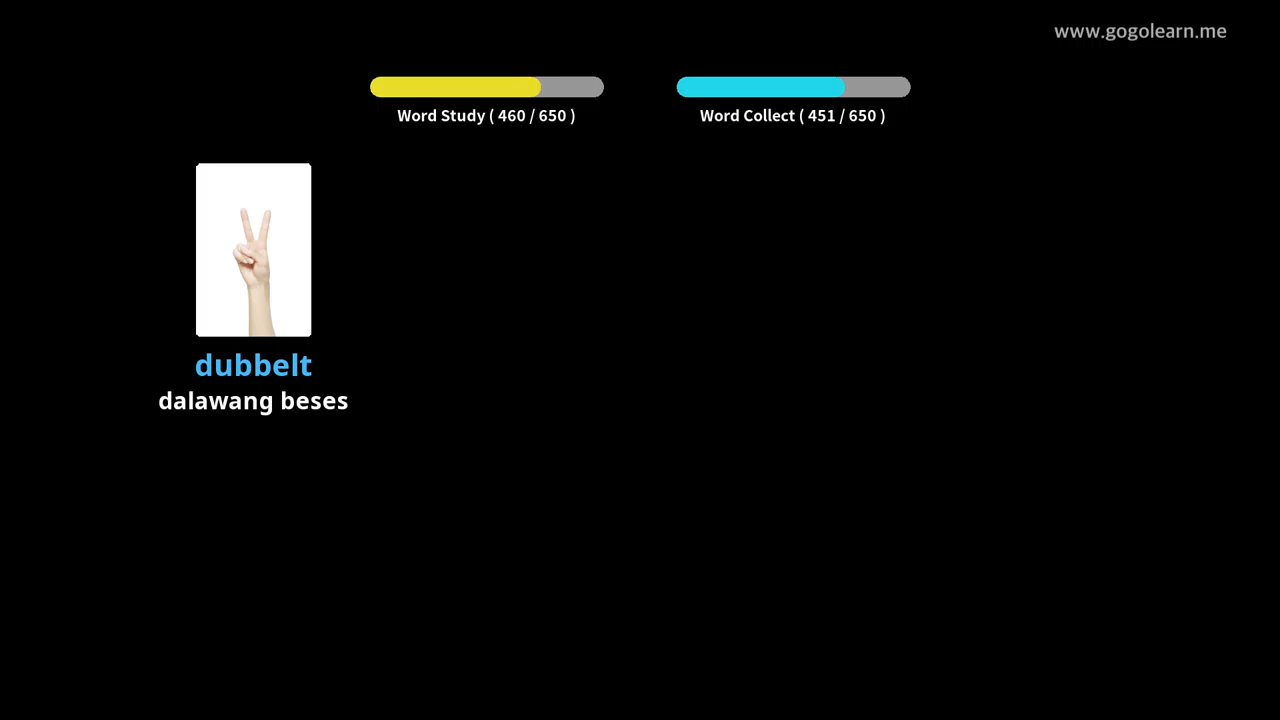 www.gogolearn.me
Word Study ( 460 / 650 )
Word Collect ( 451 / 650 )
dubbelt
dalawang beses